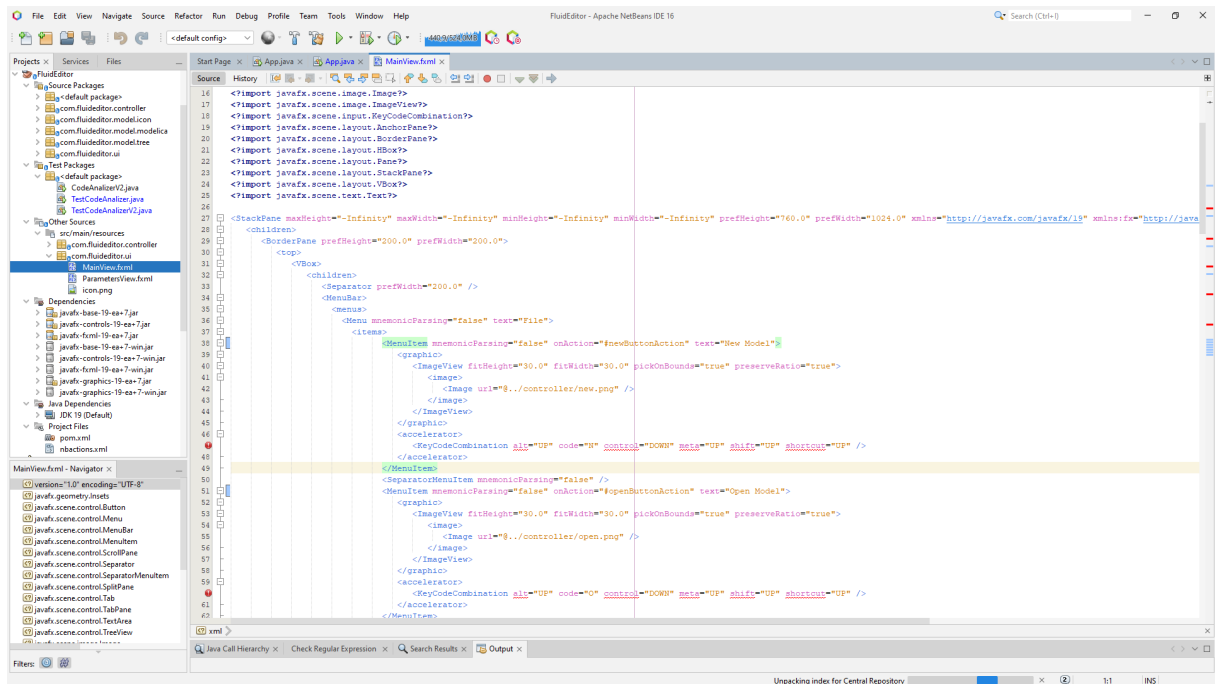 File Edit View Navigate Source Refactor Run Debug Profile Team Tools Window Help
FluidEditor - Apache NetBeans IDE 16
Search (Ctrl+I)
<default config>
Projects Services Files
Start Page App.java App.java MainView.fxml
Source History
FluidEditor
Source Packages
<default package>
com.fluideditor.controller
com.fluideditor.model.icon
com.fluideditor.model.modelica
com.fluideditor.model.tree
com.fluideditor.ui
Test Packages
<default package>
CodeAnalizerV2.java
TestCodeAnalizer.java
TestCodeAnalizerV2.java
Other Sources
src/main/resources
com.fluideditor.controller
com.fluideditor.ui
MainView.fxml
ParametersView.fxml
icon.png
Dependencies
javafx-base-19-ea+7.jar
javafx-controls-19-ea+7.jar
javafx-fxml-19-ea+7.jar
javafx-base-19-ea+7-win.jar
javafx-controls-19-ea+7-win.jar
javafx-fxml-19-ea+7-win.jar
javafx-graphics-19-ea+7.jar
javafx-graphics-19-ea+7-win.jar
Java Dependencies
JDK 19 (Default)
Project Files
pom.xml
nbactions.xml
MainView.fxml - Navigator
version="1.0" encoding="UTF-8"
javafx.geometry.Insets
javafx.scene.control.Button
javafx.scene.control.Menu
javafx.scene.control.MenuBar
javafx.scene.control.MenuItem
javafx.scene.control.ScrollPane
javafx.scene.control.Separator
javafx.scene.control.SeparatorMenuItem
javafx.scene.control.SplitPane
javafx.scene.control.Tab
javafx.scene.control.TabPane
javafx.scene.control.TextArea
javafx.scene.control.TreeView
Filters:
16 <?import javafx.scene.image.Image?>
17 <?import javafx.scene.image.ImageView?>
18 <?import javafx.scene.input.KeyCodeCombination?>
19 <?import javafx.scene.layout.AnchorPane?>
20 <?import javafx.scene.layout.BorderPane?>
21 <?import javafx.scene.layout.HBox?>
22 <?import javafx.scene.layout.Pane?>
23 <?import javafx.scene.layout.StackPane?>
24 <?import javafx.scene.layout.VBox?>
25 <?import javafx.scene.text.Text?>
26
27 <StackPane maxHeight="-Infinity" maxWidth="-Infinity" minHeight="-Infinity" minWidth="-Infinity" prefHeight="760.0" prefWidth="1024.0" xmlns="http://javafx.com/javafx/19" xmlns:fx="http://java
28 <children>
29 <BorderPane prefHeight="200.0" prefWidth="200.0">
30 <top>
31 <VBox>
32 <children>
33 <Separator prefWidth="200.0" />
34 <MenuBar>
35 <menus>
36 <Menu mnemonicParsing="false" text="File">
37 <items>
38 <MenuItem mnemonicParsing="false" onAction="#newButtonAction" text="New Model">
39 <graphic>
40 <ImageView fitHeight="30.0" fitWidth="30.0" pickOnBounds="true" preserveRatio="true">
41 <image>
42 <Image url="@../controller/new.png" />
43 </image>
44 </ImageView>
45 </graphic>
46 <accelerator>
<KeyCodeCombination alt="UP" code="N" control="DOWN" meta="UP" shift="UP" shortcut="UP" />
48 </accelerator>
49 </MenuItem>
50 <SeparatorMenuItem mnemonicParsing="false" />
51 <MenuItem mnemonicParsing="false" onAction="#openButtonAction" text="Open Model">
52 <graphic>
53 <ImageView fitHeight="30.0" fitWidth="30.0" pickOnBounds="true" preserveRatio="true">
54 <image>
55 <Image url="@../controller/open.png" />
56 </image>
57 </ImageView>
58 </graphic>
59 <accelerator>
<KeyCodeCombination alt="UP" code="O" control="DOWN" meta="UP" shift="UP" shortcut="UP" />
61 </accelerator>
62 </MenuItem>
xml
Java Call Hierarchy Check Regular Expression Search Results Output
Unpacking index for Central Repository 2 1:1 INS